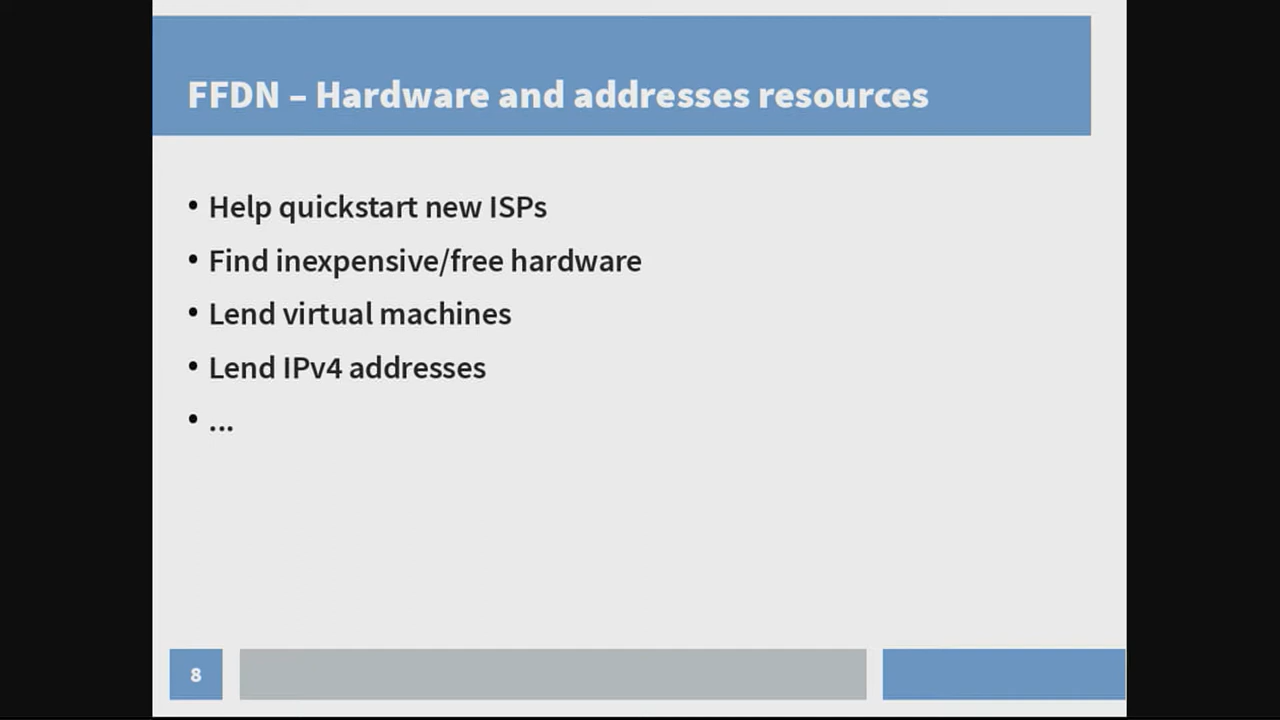 FFDN – Hardware and addresses resources
• Help quickstart new ISPs
• Find inexpensive/free hardware
• Lend virtual machines
• Lend IPv4 addresses
• ...
8